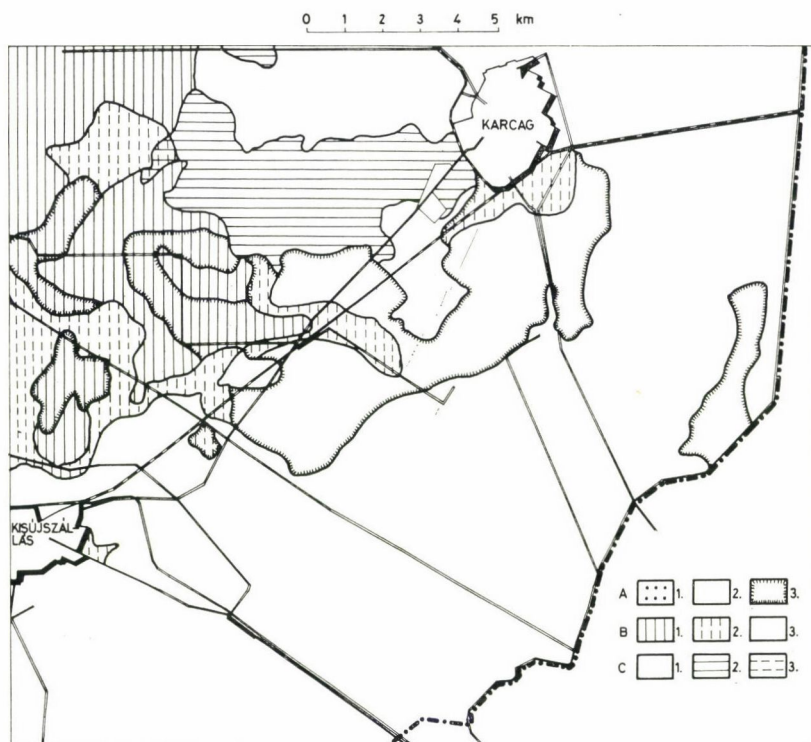 0 1 2 3 4 5 km
KARCAG
KISÚJSZÁL
LÁS
A 1. 2. 3.
B 1. 2. 3.
C 1. 2. 3.